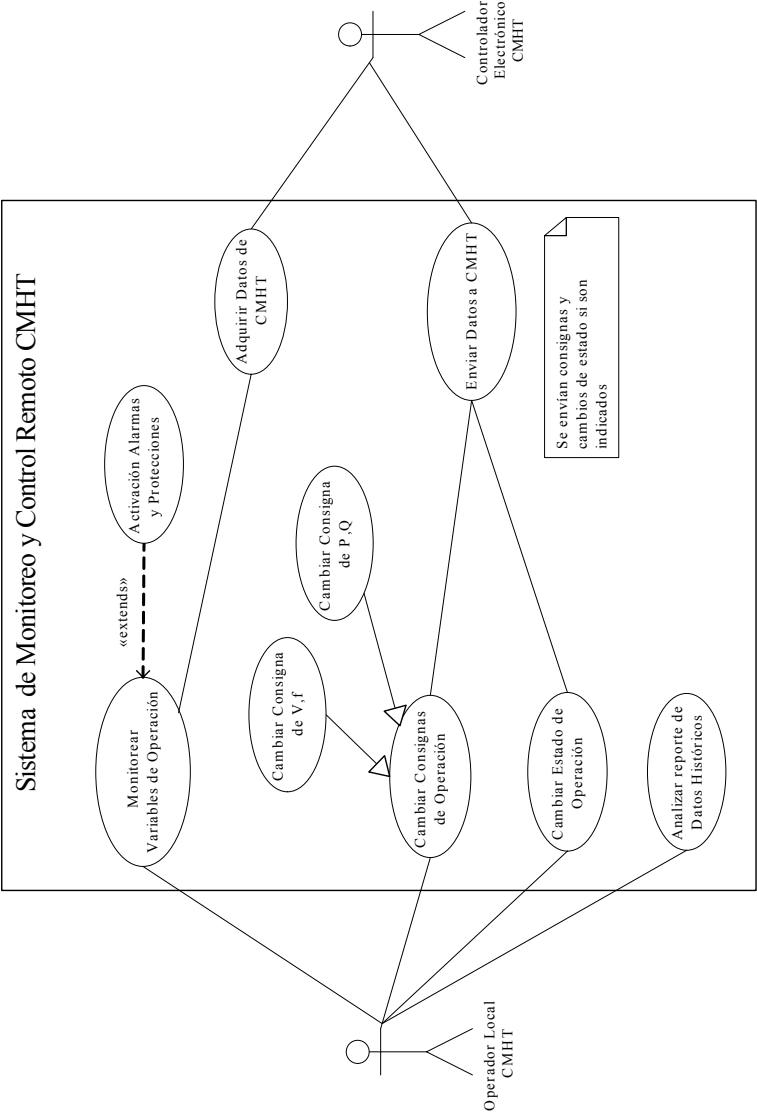 Sistema de Monitoreo y Control Remoto CMHT
Monitorear
Variables de Operación
«extends»
Activación Alarmas
y Protecciones
Adquirir Datos de
CMHT
Cambiar Consigna
de V,f
Cambiar Consigna
de P,Q
Cambiar Consignas
de Operación
Enviar Datos a CMHT
Cambiar Estado de
Operación
Se envían consignas y
cambios de estado si son
indicados
Analizar reporte de
Datos Históricos
Operador Local
CMHT
Controlador
Electrónico
CMHT